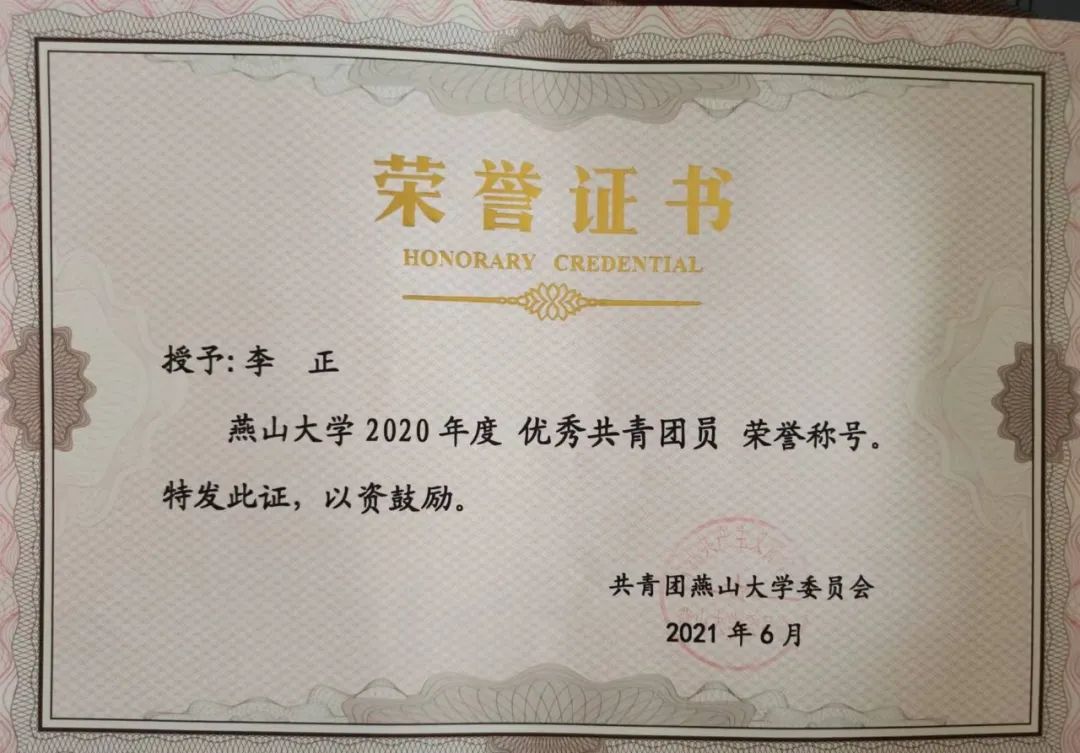 荣誉证书
HONORARY CREDENTIAL
授予:李 正
燕山大学2020年度 优秀共青团员 荣誉称号。
特发此证，以资鼓励。
共青团燕山大学委员会
2021年6月